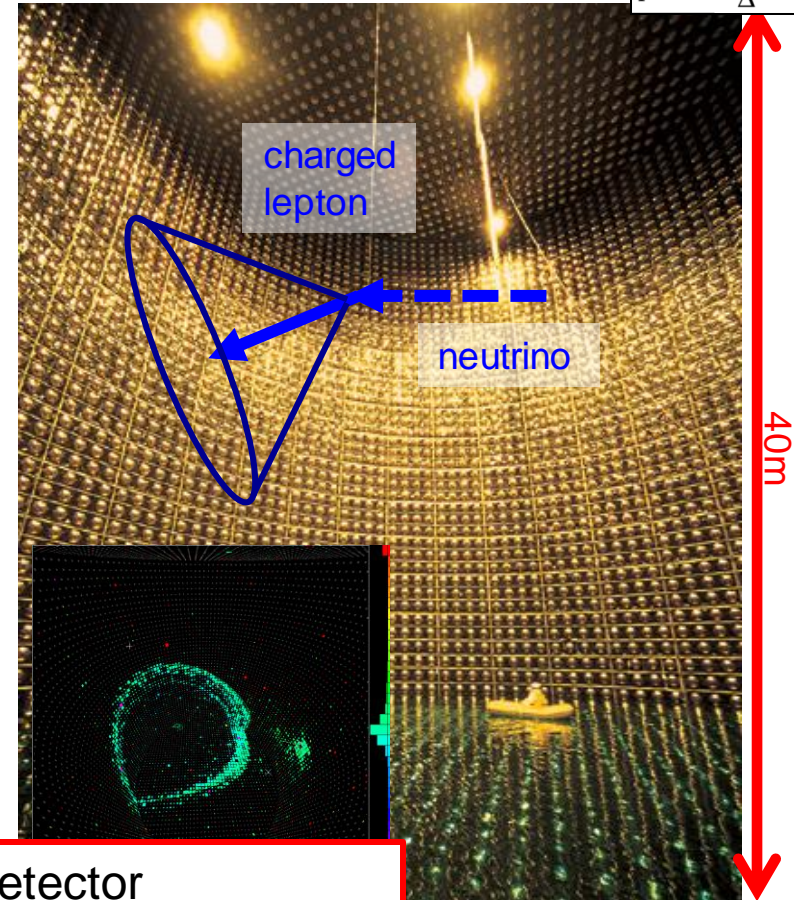 Δ
charged
lepton
neutrino
40m
etector